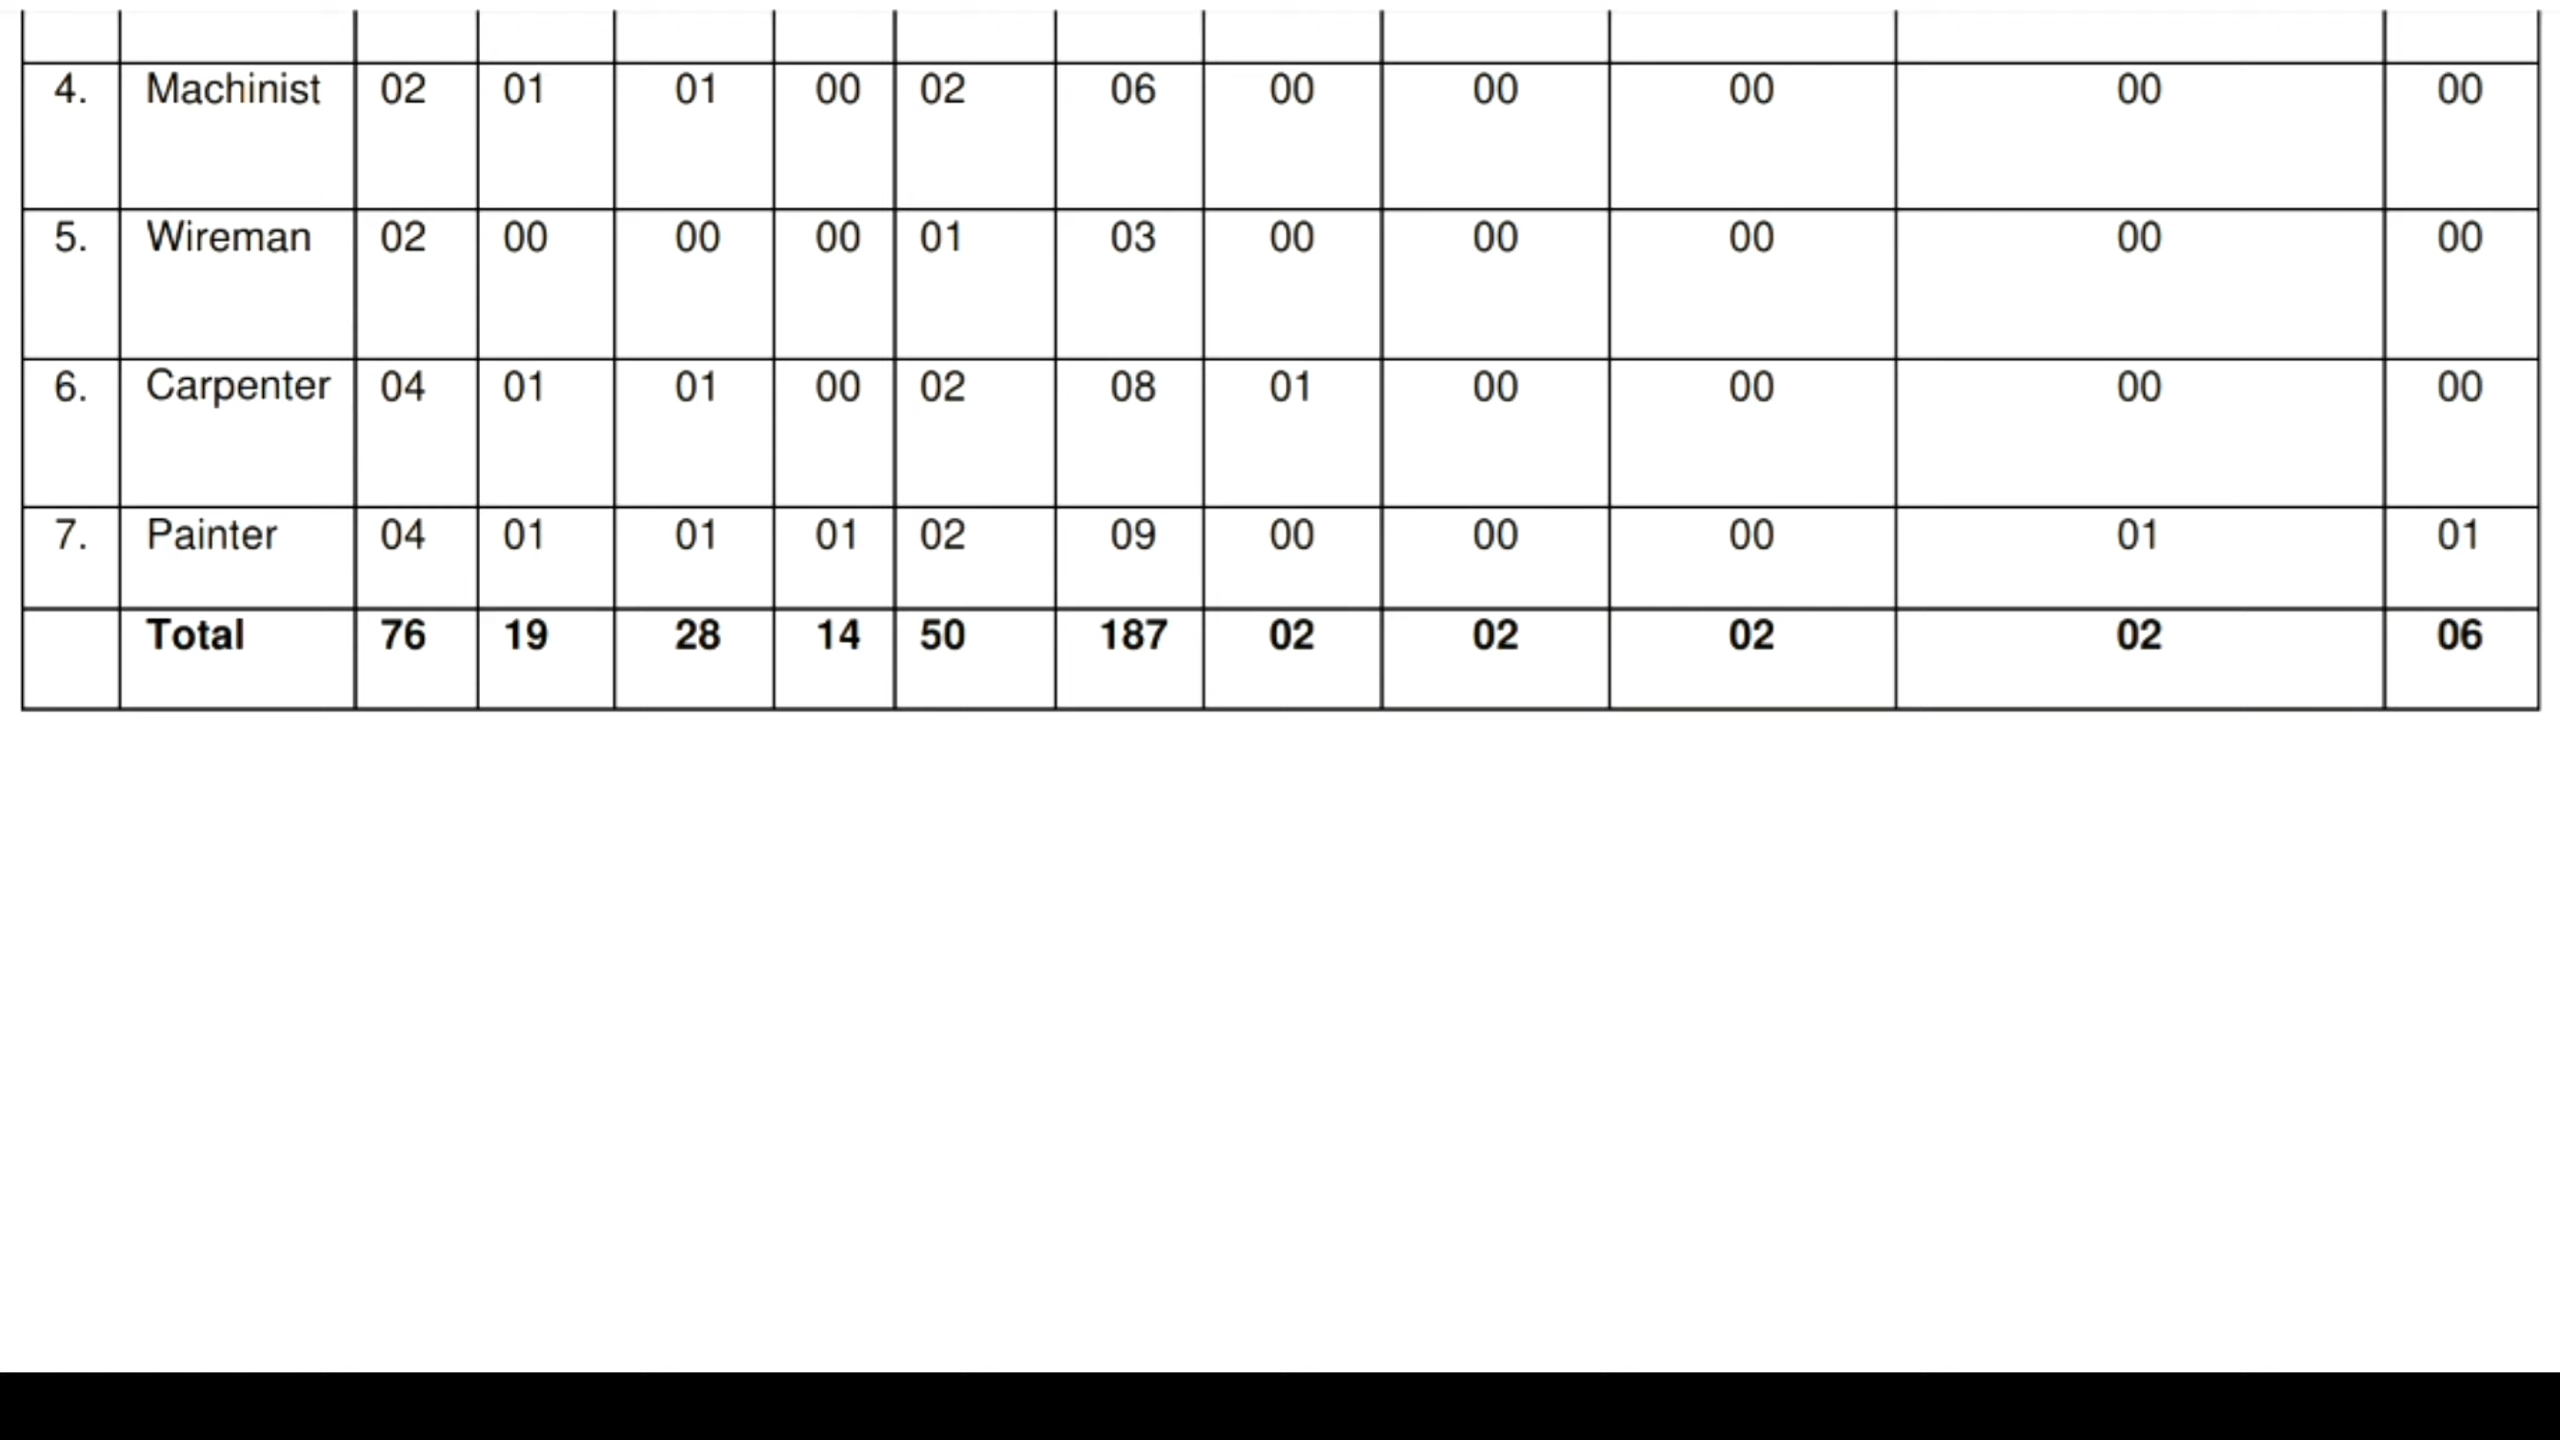 4. Machinist 02 01 01 00 02 06 00 00 00 00 00
5. Wireman 02 00 00 00 01 03 00 00 00 00 00
6. Carpenter 04 01 01 00 02 08 01 00 00 00 00
7. Painter 04 01 01 01 02 09 00 00 00 01 01
Total 76 19 28 14 50 187 02 02 02 02 06